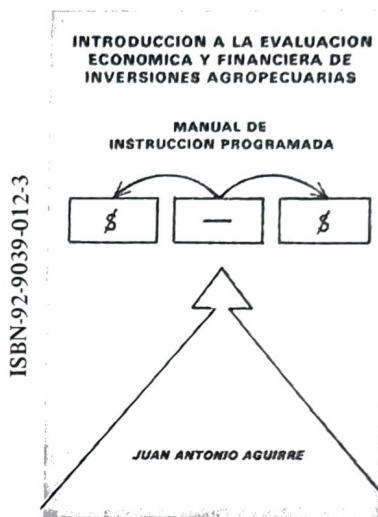 INTRODUCCION A LA EVALUACION
ECONOMICA Y FINANCIERA DE
INVERSIONES AGROPECUARIAS
MANUAL DE
INSTRUCCION PROGRAMADA
$ — $
JUAN ANTONIO AGUIRRE
ISBN-92-9039-012-3